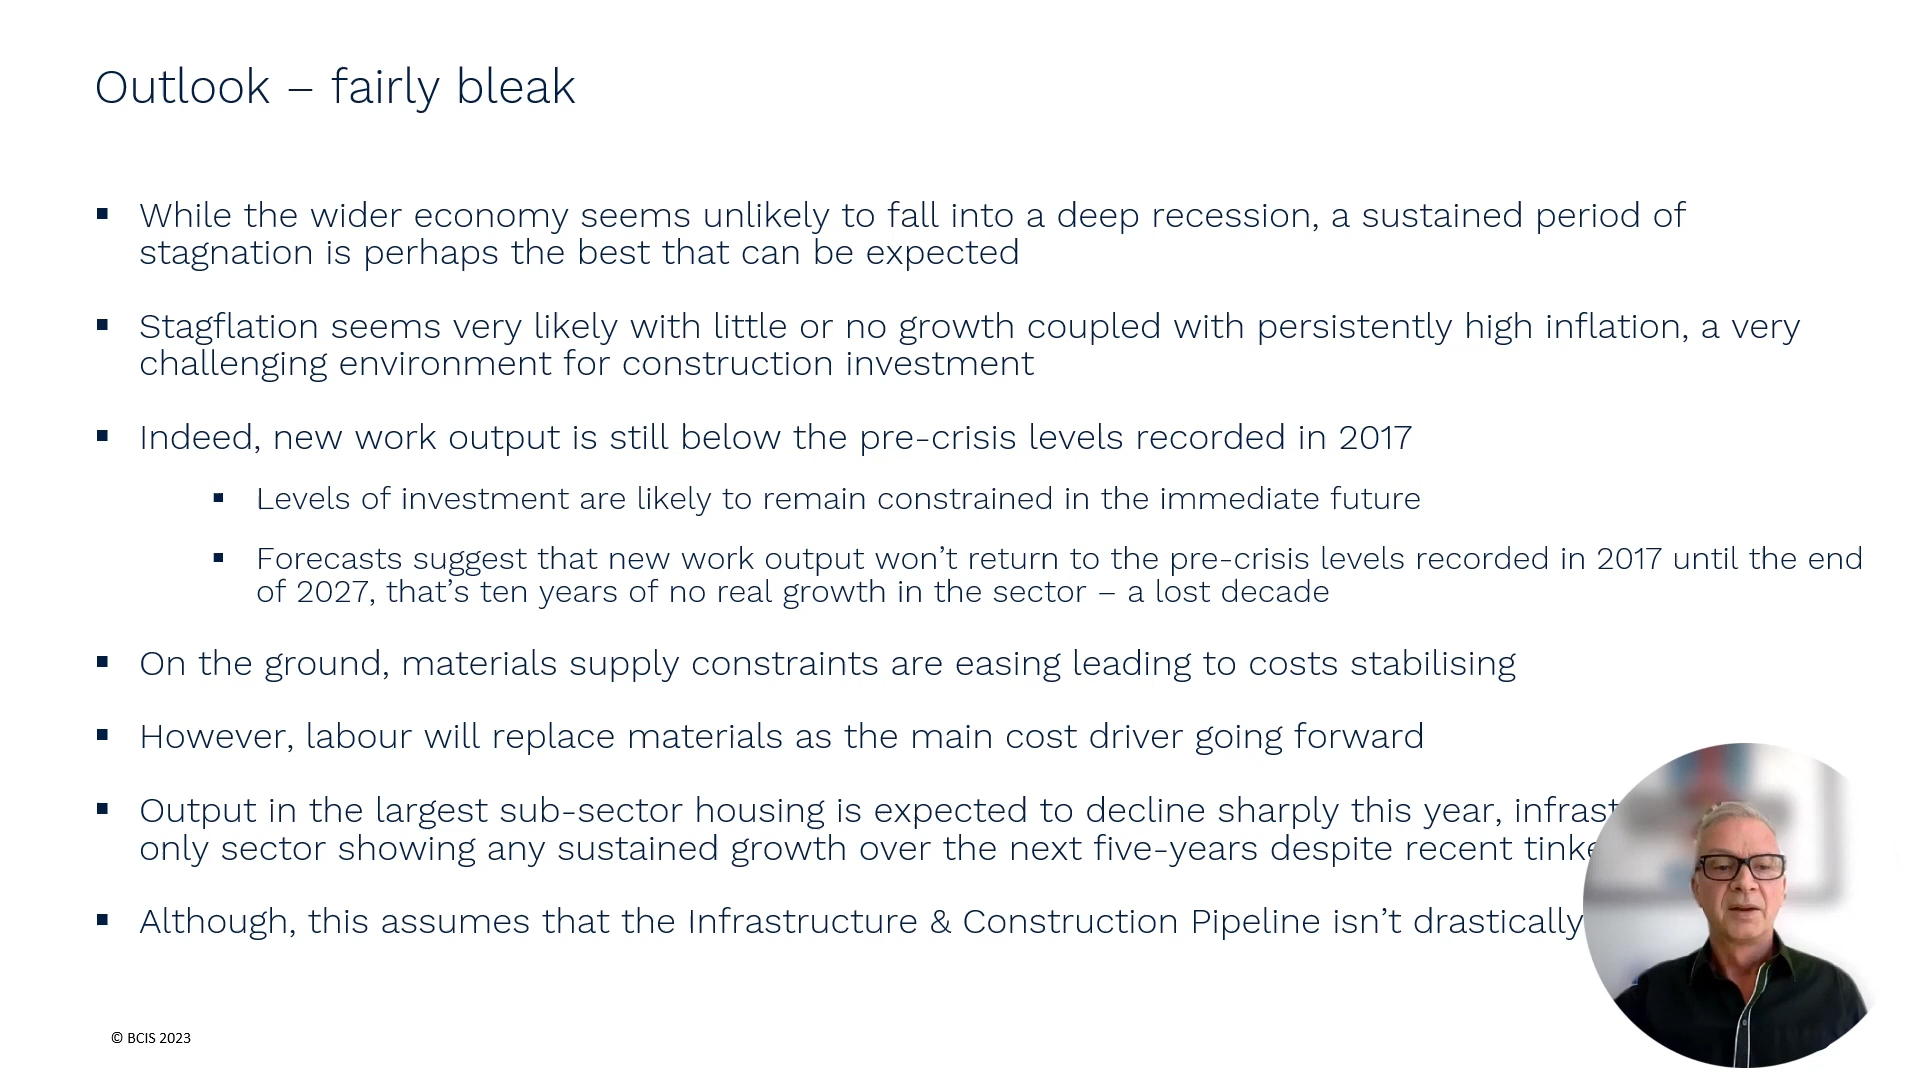 Outlook – fairly bleak
▪ While the wider economy seems unlikely to fall into a deep recession, a sustained period of
stagnation is perhaps the best that can be expected
▪ Stagflation seems very likely with little or no growth coupled with persistently high inflation, a very
challenging environment for construction investment
▪ Indeed, new work output is still below the pre-crisis levels recorded in 2017
▪ Levels of investment are likely to remain constrained in the immediate future
▪ Forecasts suggest that new work output won’t return to the pre-crisis levels recorded in 2017 until the end
of 2027, that’s ten years of no real growth in the sector – a lost decade
▪ On the ground, materials supply constraints are easing leading to costs stabilising
▪ However, labour will replace materials as the main cost driver going forward
▪ Output in the largest sub-sector housing is expected to decline sharply this year,
only sector showing any sustained growth over the next five-years despite recent
▪ Although, this assumes that the Infrastructure & Construction Pipeline isn’t drastically
© BCIS 2023